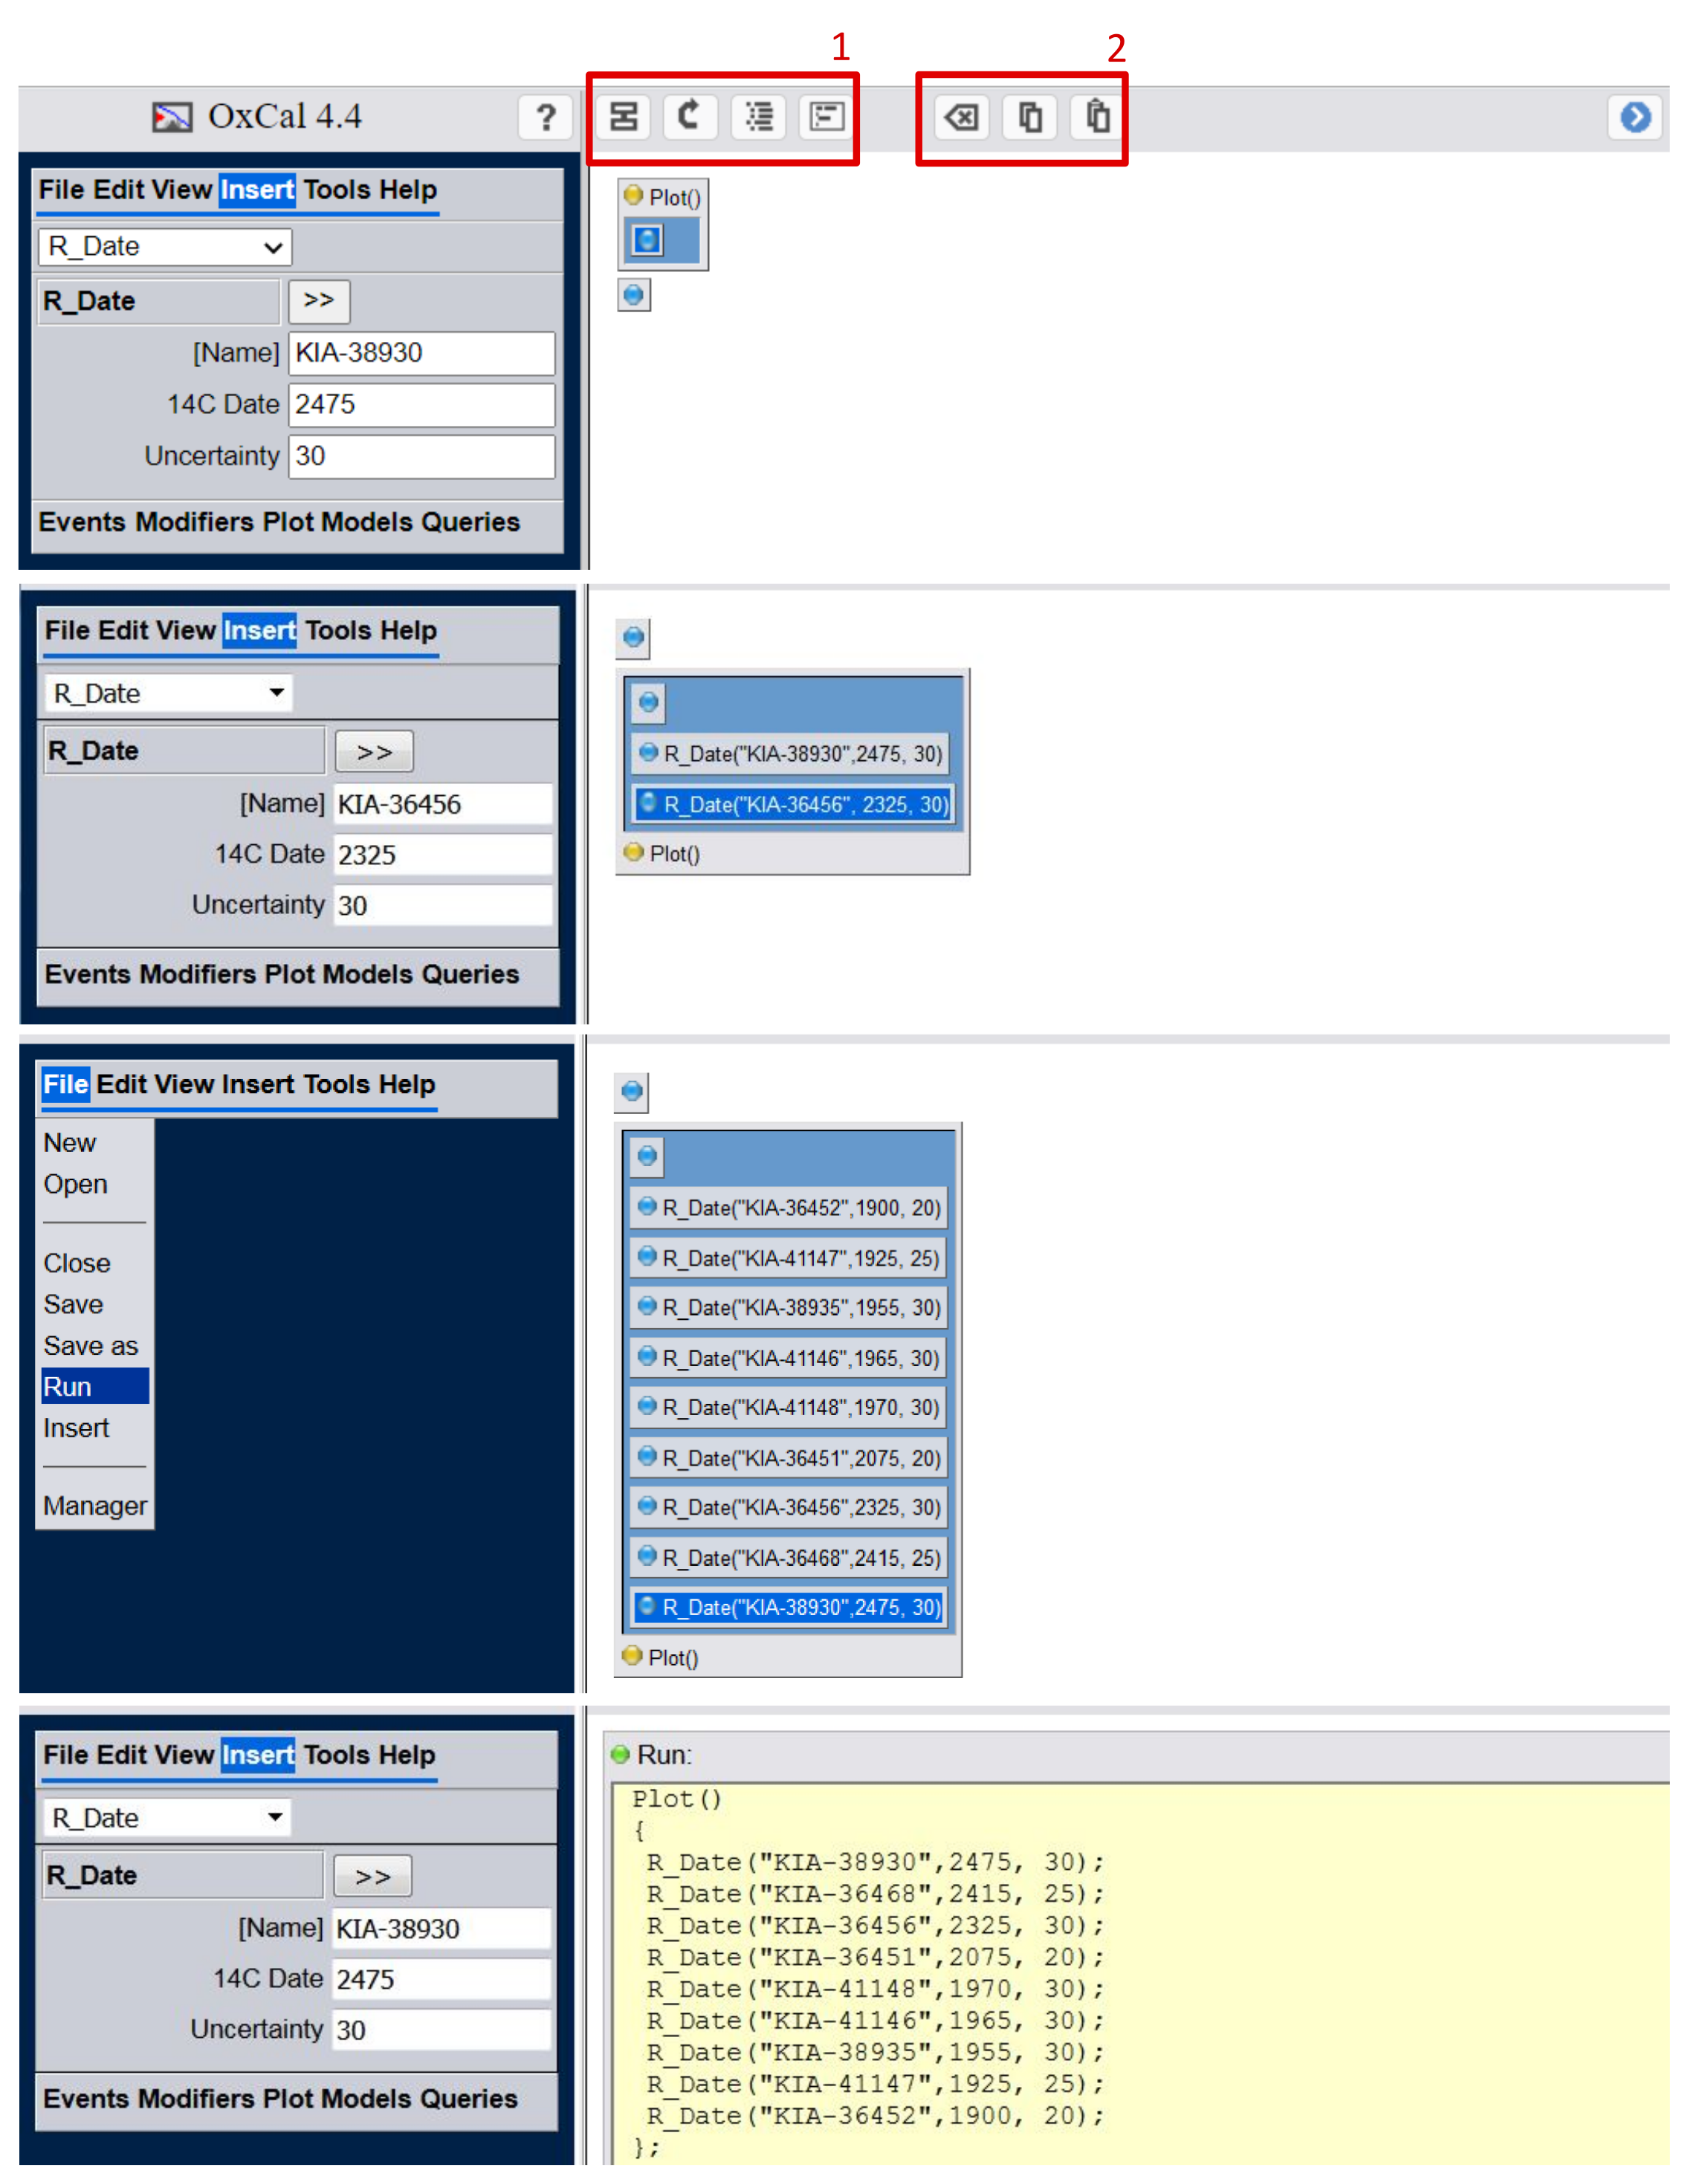 1
2
OxCal 4.4
?
File Edit View Insert Tools Help
R_Date
R_Date >>
[Name] KIA-38930
14C Date 2475
Uncertainty 30
Events Modifiers Plot Models Queries
Plot()
File Edit View Insert Tools Help
R_Date
R_Date >>
[Name] KIA-36456
14C Date 2325
Uncertainty 30
Events Modifiers Plot Models Queries
R_Date("KIA-38930",2475, 30)
R_Date("KIA-36456", 2325, 30)
Plot()
File Edit View Insert Tools Help
New
Open
Close
Save
Save as
Run
Insert
Manager
R_Date("KIA-36452",1900, 20)
R_Date("KIA-41147",1925, 25)
R_Date("KIA-38935",1955, 30)
R_Date("KIA-41146",1965, 30)
R_Date("KIA-41148",1970, 30)
R_Date("KIA-36451",2075, 20)
R_Date("KIA-36456",2325, 30)
R_Date("KIA-36468",2415, 25)
R_Date("KIA-38930",2475, 30)
Plot()
File Edit View Insert Tools Help
R_Date
R_Date >>
[Name] KIA-38930
14C Date 2475
Uncertainty 30
Events Modifiers Plot Models Queries
Run:
Plot()
{
R_Date("KIA-38930",2475, 30);
R_Date("KIA-36468",2415, 25);
R_Date("KIA-36456",2325, 30);
R_Date("KIA-36451",2075, 20);
R_Date("KIA-41148",1970, 30);
R_Date("KIA-41146",1965, 30);
R_Date("KIA-38935",1955, 30);
R_Date("KIA-41147",1925, 25);
R_Date("KIA-36452",1900, 20);
};